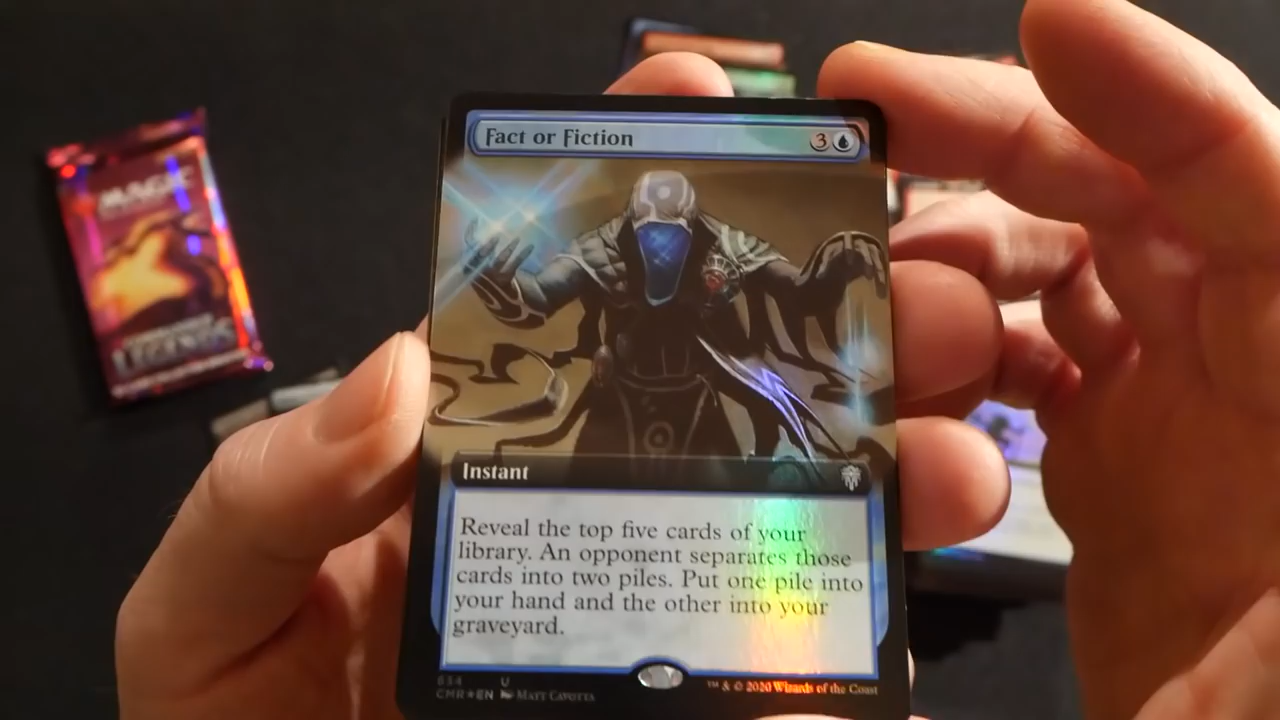 Fact or Fiction 3
Instant
Reveal the top five cards of your
library. An opponent separates those
cards into two piles. Put one pile into
your hand and the other into your
graveyard.
634 U
CMR★EN MATT CAVOTTA
™ & © 2020 Wizards of the Coast
MAGIC
LEGENDS